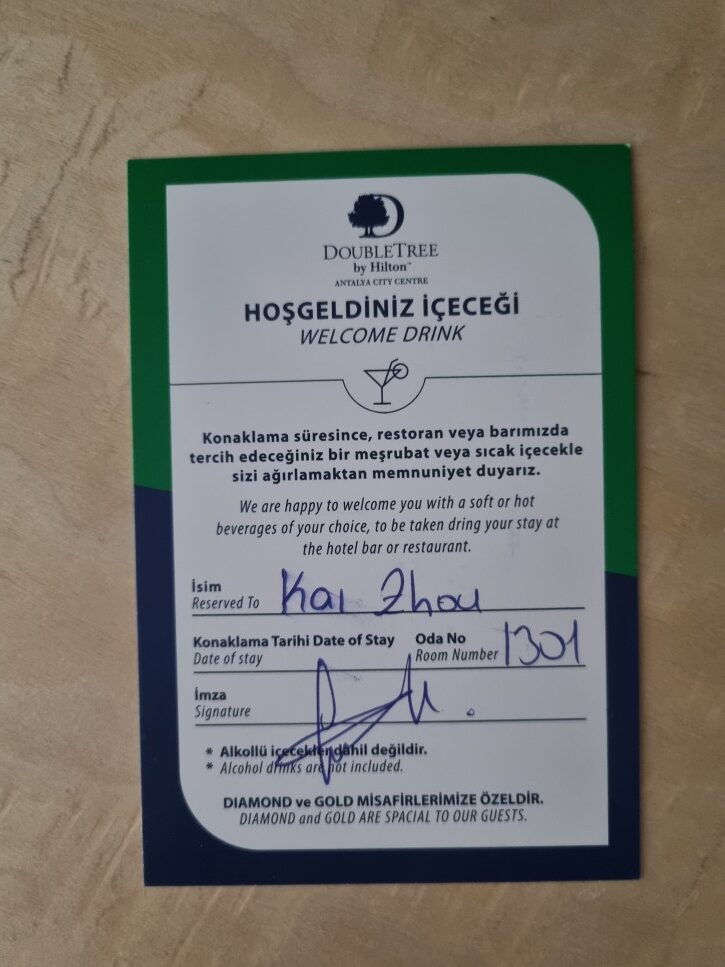 DOUBLETREE
by Hilton™
ANTALYA CITY CENTRE
HOŞGELDİNİZ İÇECEĞİ
WELCOME DRINK
Konaklama süresince, restoran veya barımızda
tercih edeceğiniz bir meşrubat veya sıcak içecekle
sizi ağırlamaktan memnuniyet duyarız.
We are happy to welcome you with a soft or hot
beverages of your choice, to be taken dring your stay at
the hotel bar or restaurant.
İsim
Reserved To Kai Zhou
Konaklama Tarihi Date of Stay Oda No
Date of stay Room Number 1301
İmza
Signature
* Alkollü içecekler dahil değildir.
* Alcohol drinks are not included.
DIAMOND ve GOLD MİSAFİRLERİMİZE ÖZELDİR.
DIAMOND and GOLD ARE SPACIAL TO OUR GUESTS.